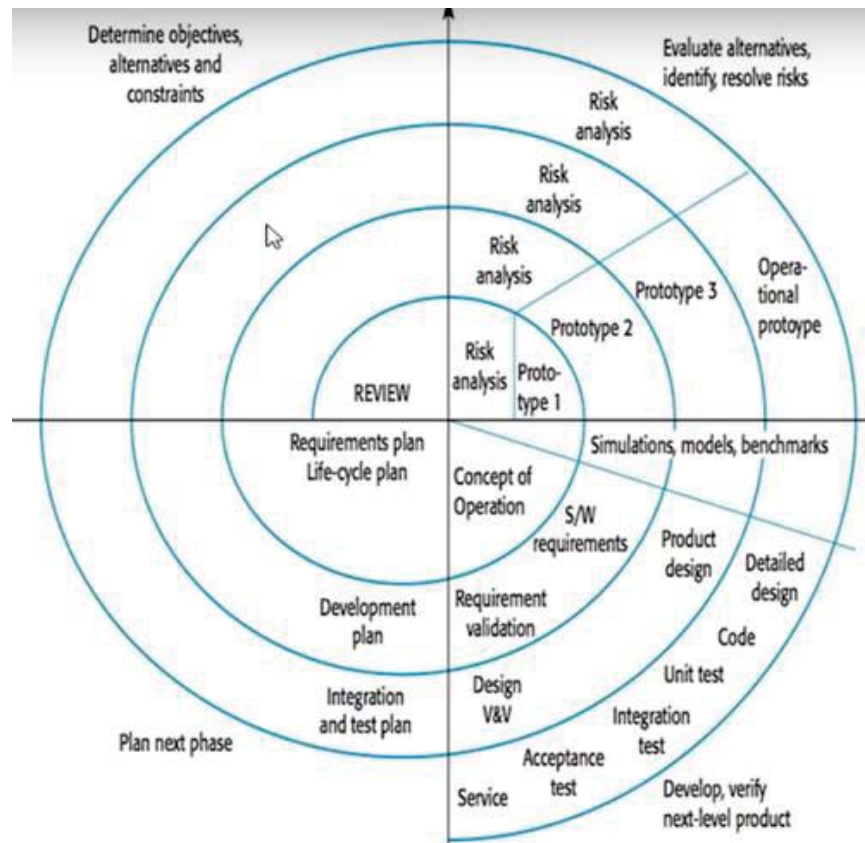 Determine objectives,
alternatives and
constraints
Evaluate alternatives,
identify, resolve risks
Risk
analysis
Risk
analysis
Risk
analysis
Risk
analysis
Proto-
type 1
Prototype 2
Prototype 3
Opera-
tional
protoype
REVIEW
Requirements plan
Life-cycle plan
Simulations, models, benchmarks
Concept of
Operation
S/W
requirements
Product
design
Detailed
design
Development
plan
Requirement
validation
Code
Unit test
Integration
and test plan
Design
V&V
Integration
test
Acceptance
test
Service
Plan next phase
Develop, verify
next-level product